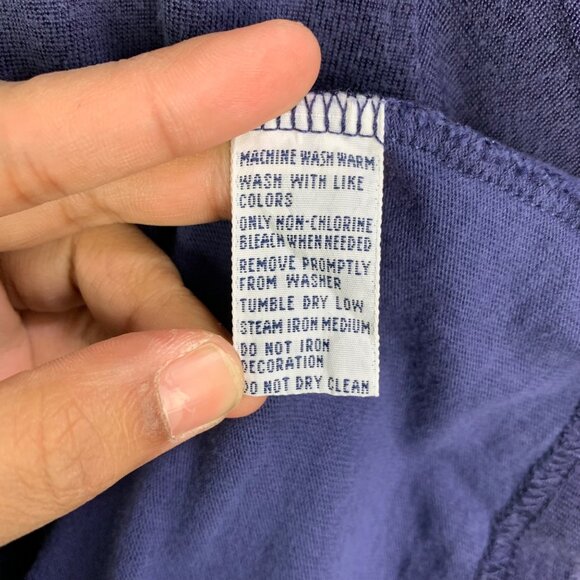 MACHINE WASH WARM
WASH WITH LIKE
COLORS
ONLY NON-CHLORINE
BLEACH WHEN NEEDED
REMOVE PROMPTLY
FROM WASHER
TUMBLE DRY LOW
STEAM IRON MEDIUM
DO NOT IRON
DECORATION
DO NOT DRY CLEAN